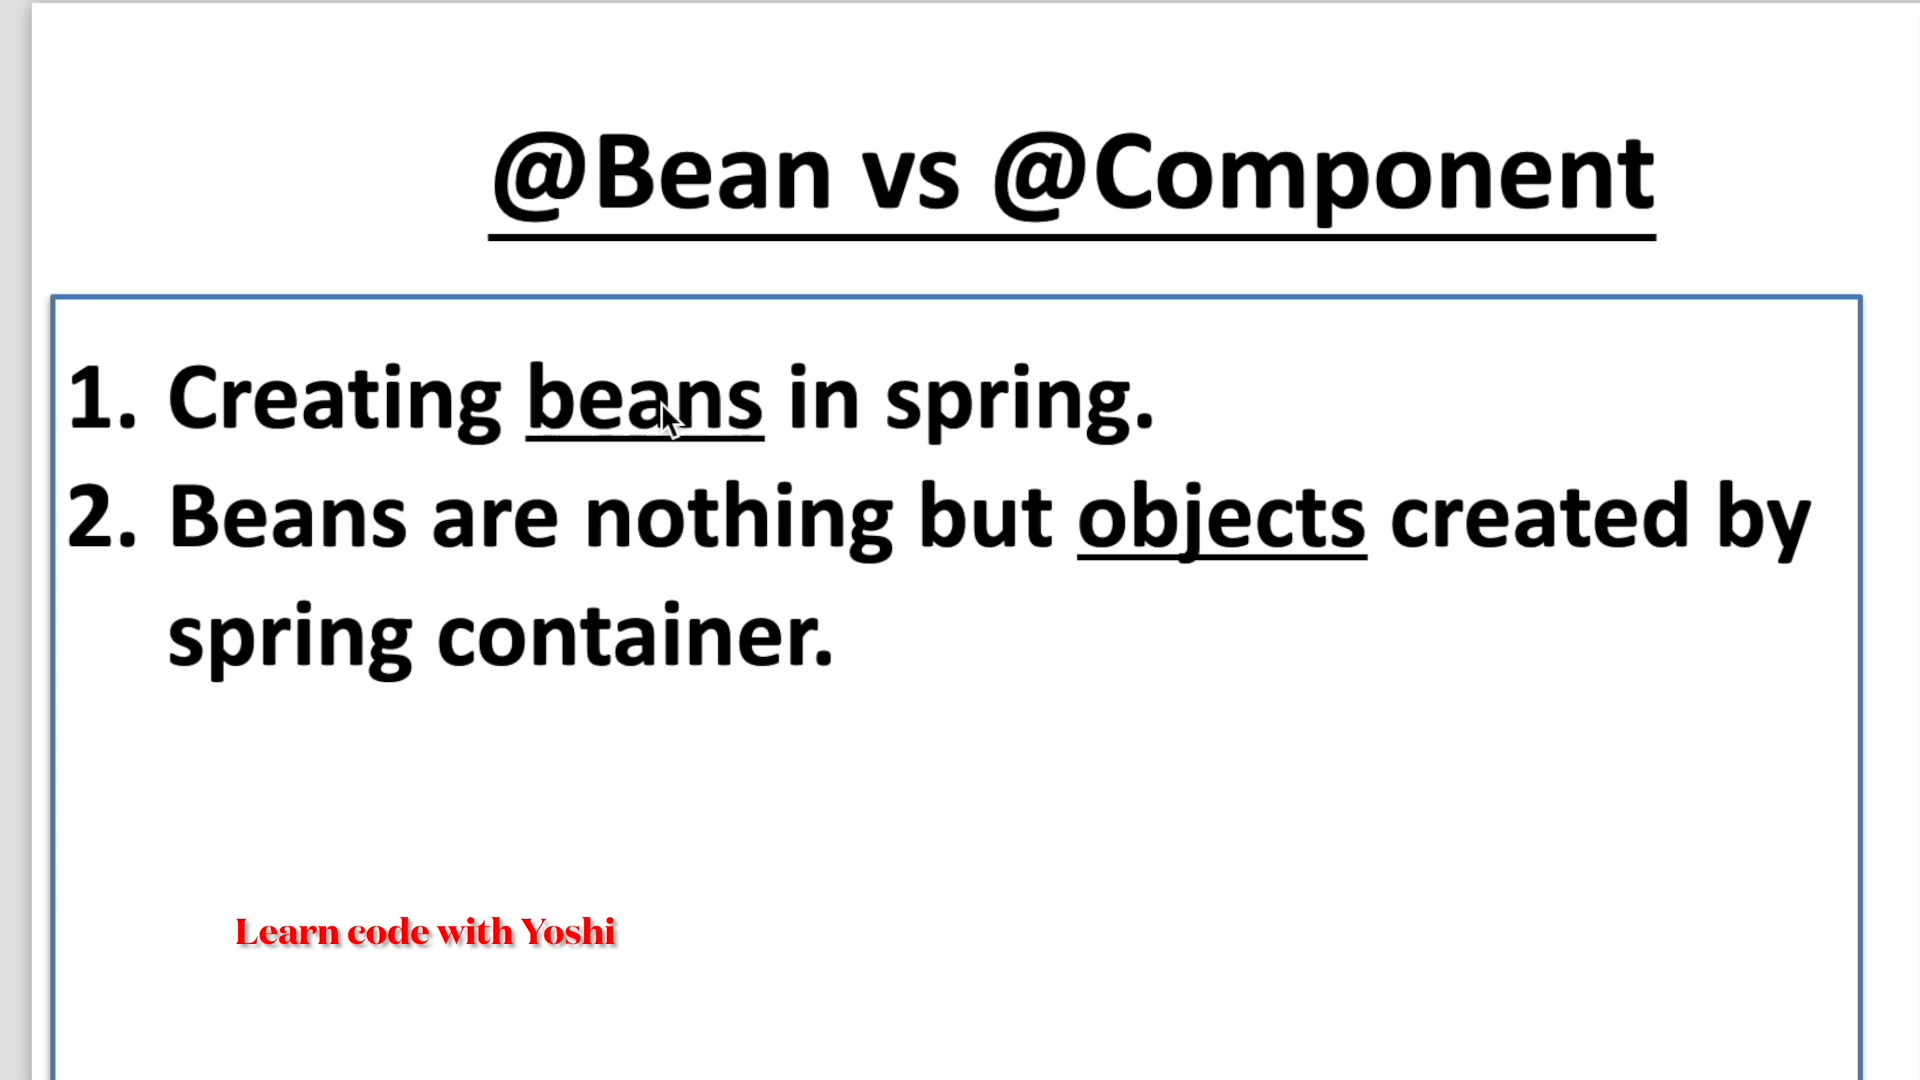 @Bean vs @Component
1. Creating beans in spring.
2. Beans are nothing but objects created by
spring container.
Learn code with Yoshi